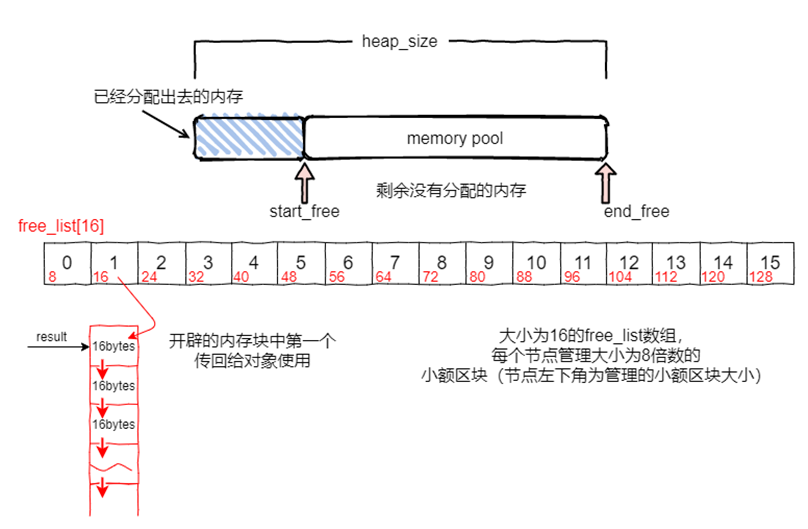 heap_size
已经分配出去的内存
memory pool
剩余没有分配的内存
start_free
end_free
free_list[16]
0 1 2 3 4 5 6 7 8 9 10 11 12 13 14 15
8 16 24 32 40 48 56 64 72 80 88 96 104 112 120 128
result
16bytes
16bytes
16bytes
开辟的内存块中第一个
传回给对象使用
大小为16的free_list数组，
每个节点管理大小为8倍数的
小额区块（节点左下角为管理的小额区块大小）